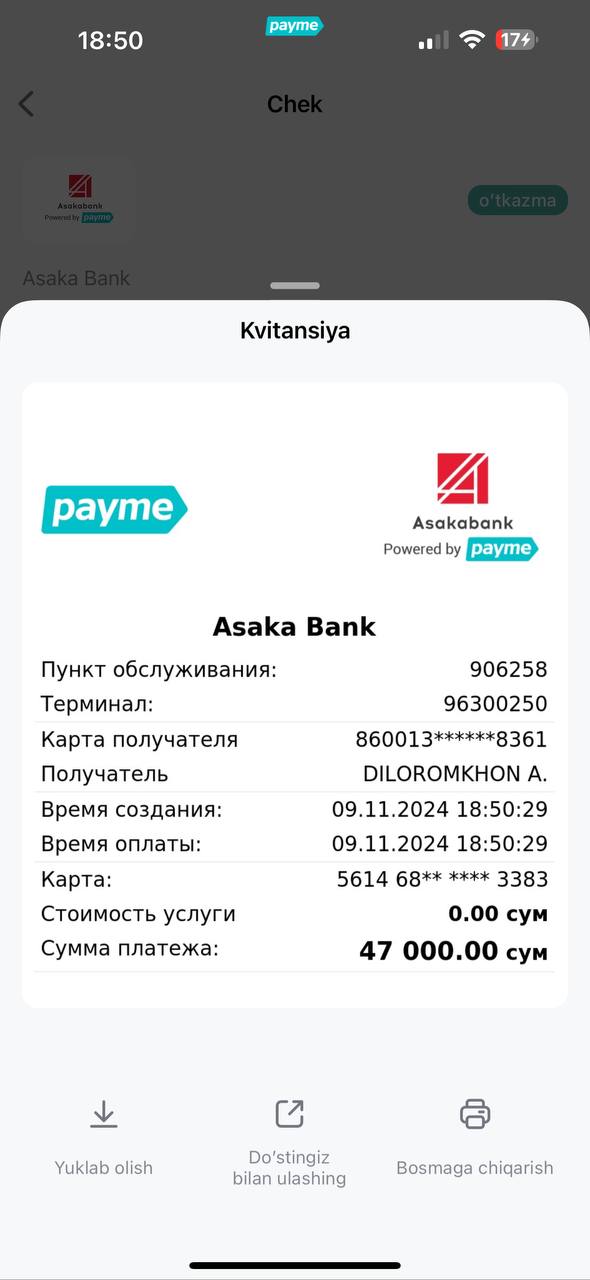 18:50
payme
17
Chek
Asakabank
Powered by payme
o'tkazma
Asaka Bank
Kvitansiya
payme
Asakabank
Powered by payme
Asaka Bank
Пункт обслуживания: 906258
Терминал: 96300250
Карта получателя 860013******8361
Получатель DILOROMKHON A.
Время создания: 09.11.2024 18:50:29
Время оплаты: 09.11.2024 18:50:29
Карта: 5614 68** **** 3383
Стоимость услуги 0.00 сум
Сумма платежа: 47 000.00 сум
Yuklab olish
Do'stingiz
bilan ulashing
Bosmaga chiqarish